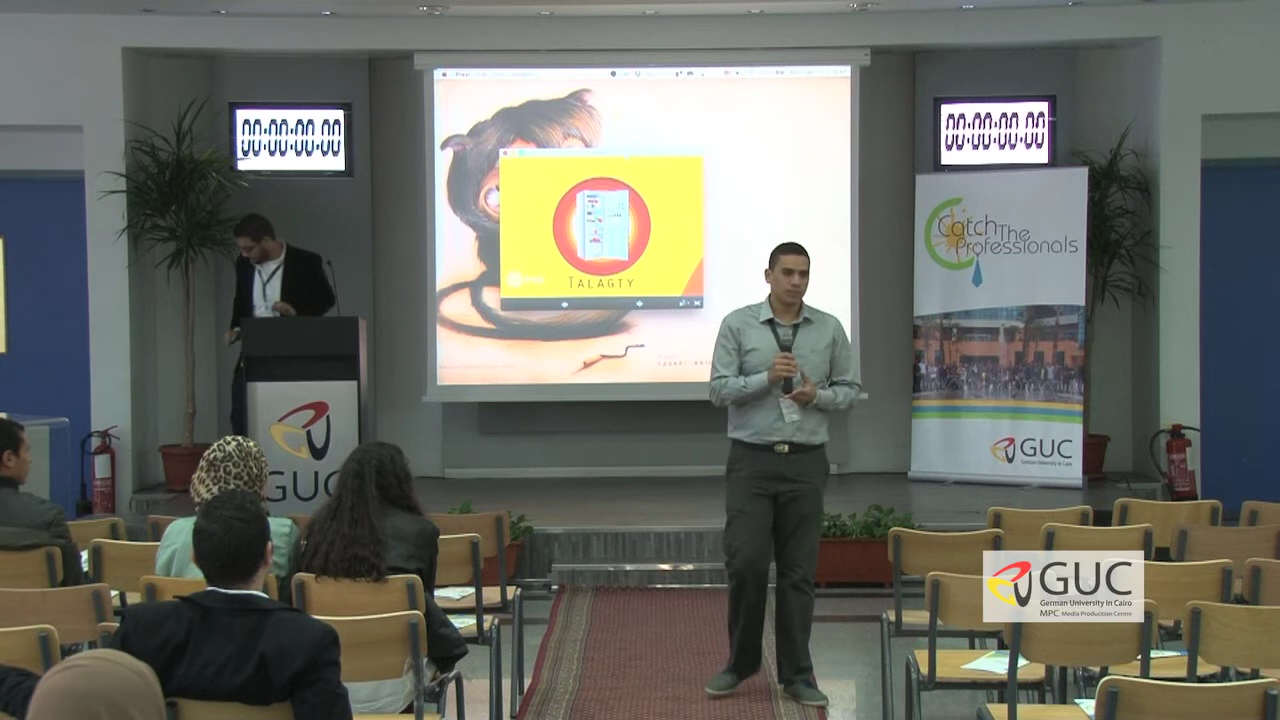 00:00:00.00
00:00:00.00
TALAGTY
Catch The
Professionals
GUC
German University in Cairo
GUC
GUC
German University in Cairo
MPC Media Production Centre